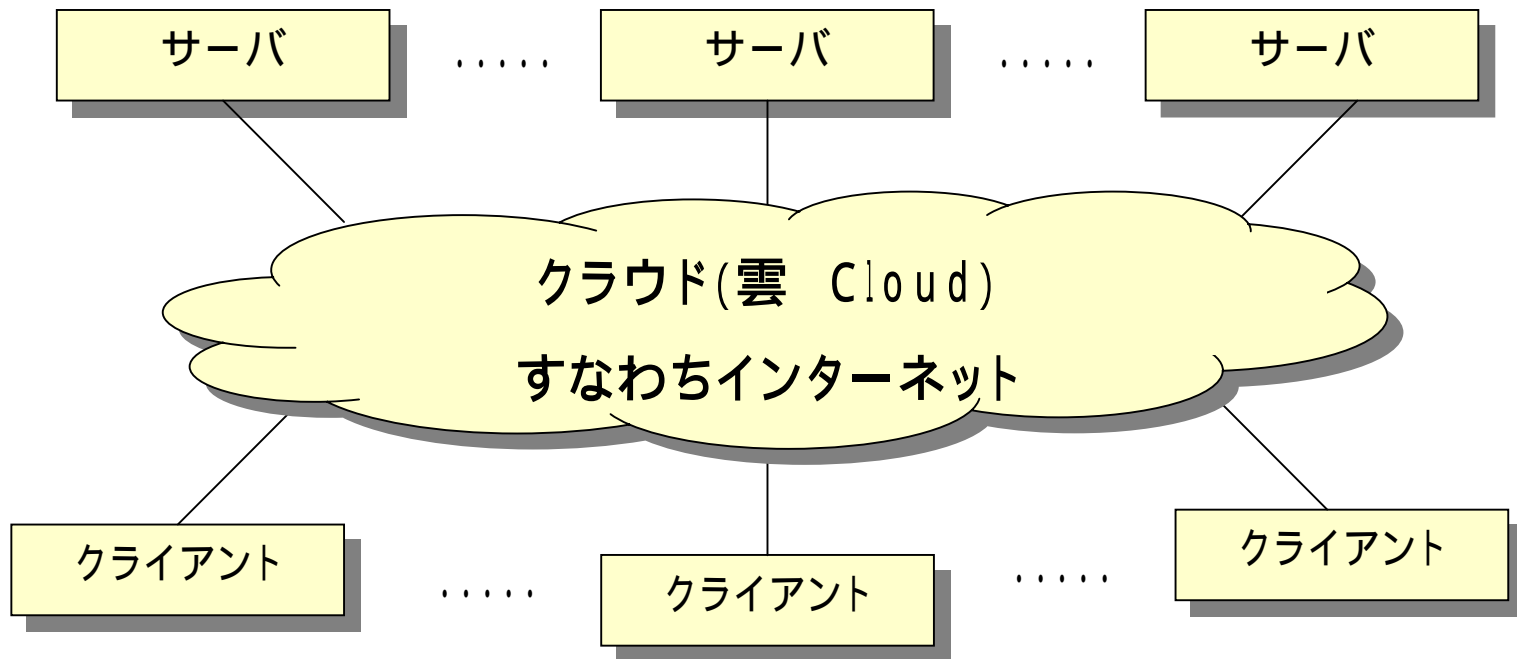 サーバ ..... サーバ ..... サーバ
クラウド(雲 Cloud)
すなわちインターネット
クライアント ..... クライアント ..... クライアント